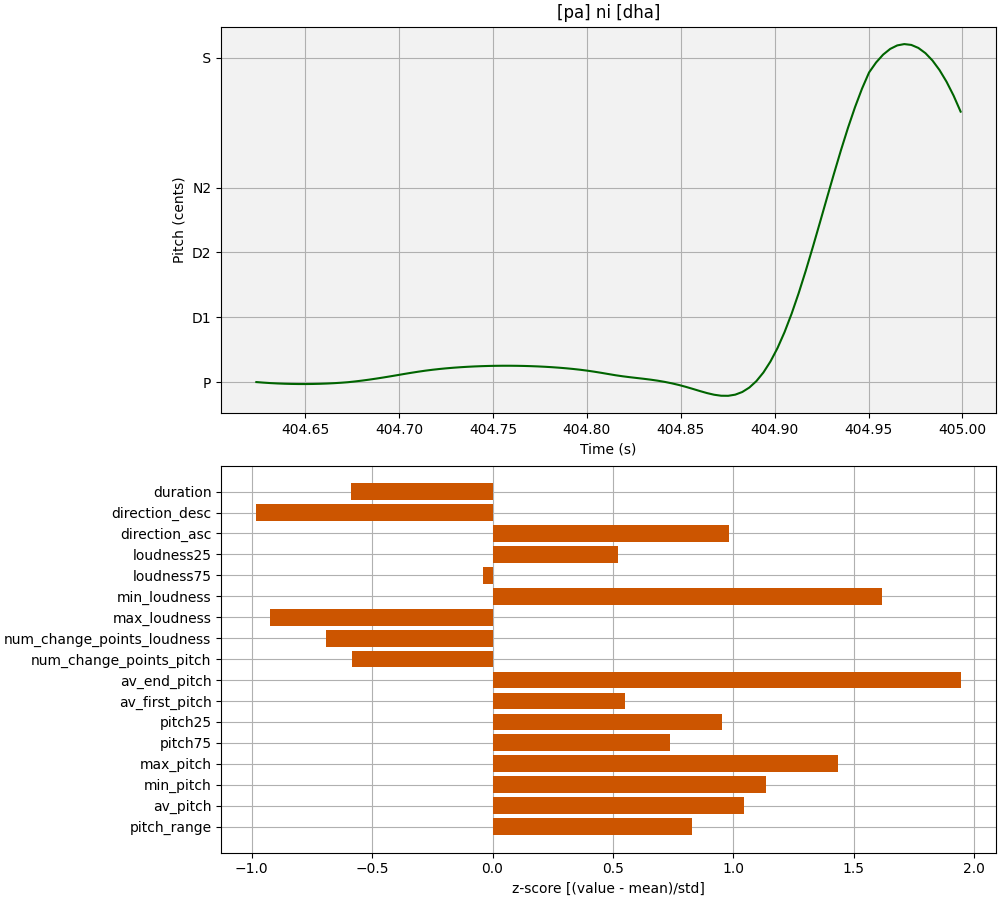 [pa] ni [dha]
Pitch (cents)
S
N2
D2
D1
P
404.65 404.70 404.75 404.80 404.85 404.90 404.95 405.00
Time (s)
duration
direction_desc
direction_asc
loudness25
loudness75
min_loudness
max_loudness
num_change_points_loudness
num_change_points_pitch
av_end_pitch
av_first_pitch
pitch25
pitch75
max_pitch
min_pitch
av_pitch
pitch_range
−1.0 −0.5 0.0 0.5 1.0 1.5 2.0
z-score [(value - mean)/std]